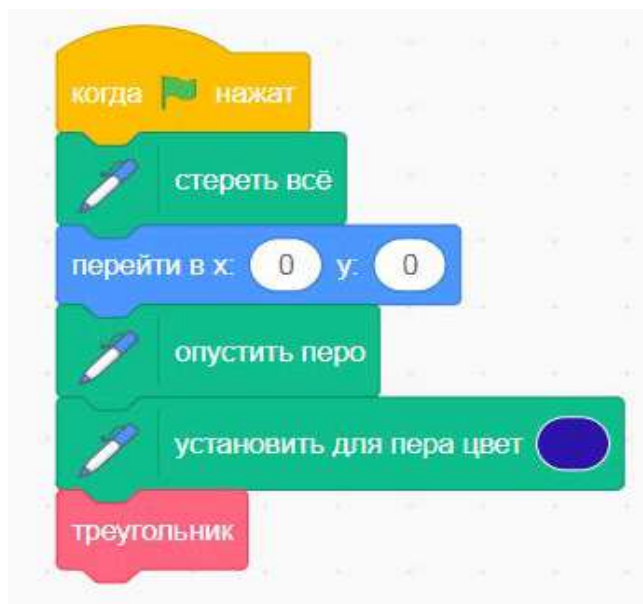 когда нажат
стереть всё
перейти в x: 0 y: 0
опустить перо
установить для пера цвет
треугольник